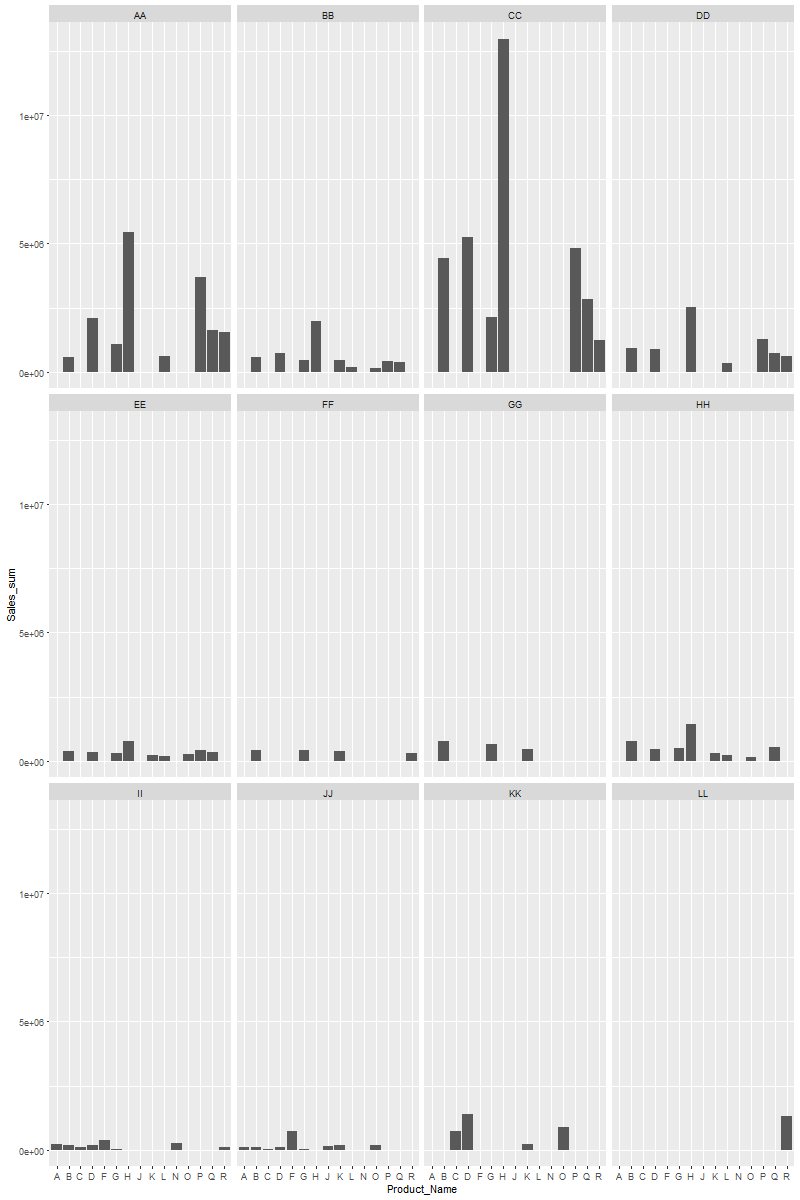 AA BB CC DD
1e+07
5e+06
0e+00
EE FF GG HH
1e+07
5e+06
0e+00
Sales_sum
II JJ KK LL
1e+07
5e+06
0e+00
A B C D F G H J K L N O P Q R A B C D F G H J K L N O P Q R A B C D F G H J K L N O P Q R A B C D F G H J K L N O P Q R
Product_Name